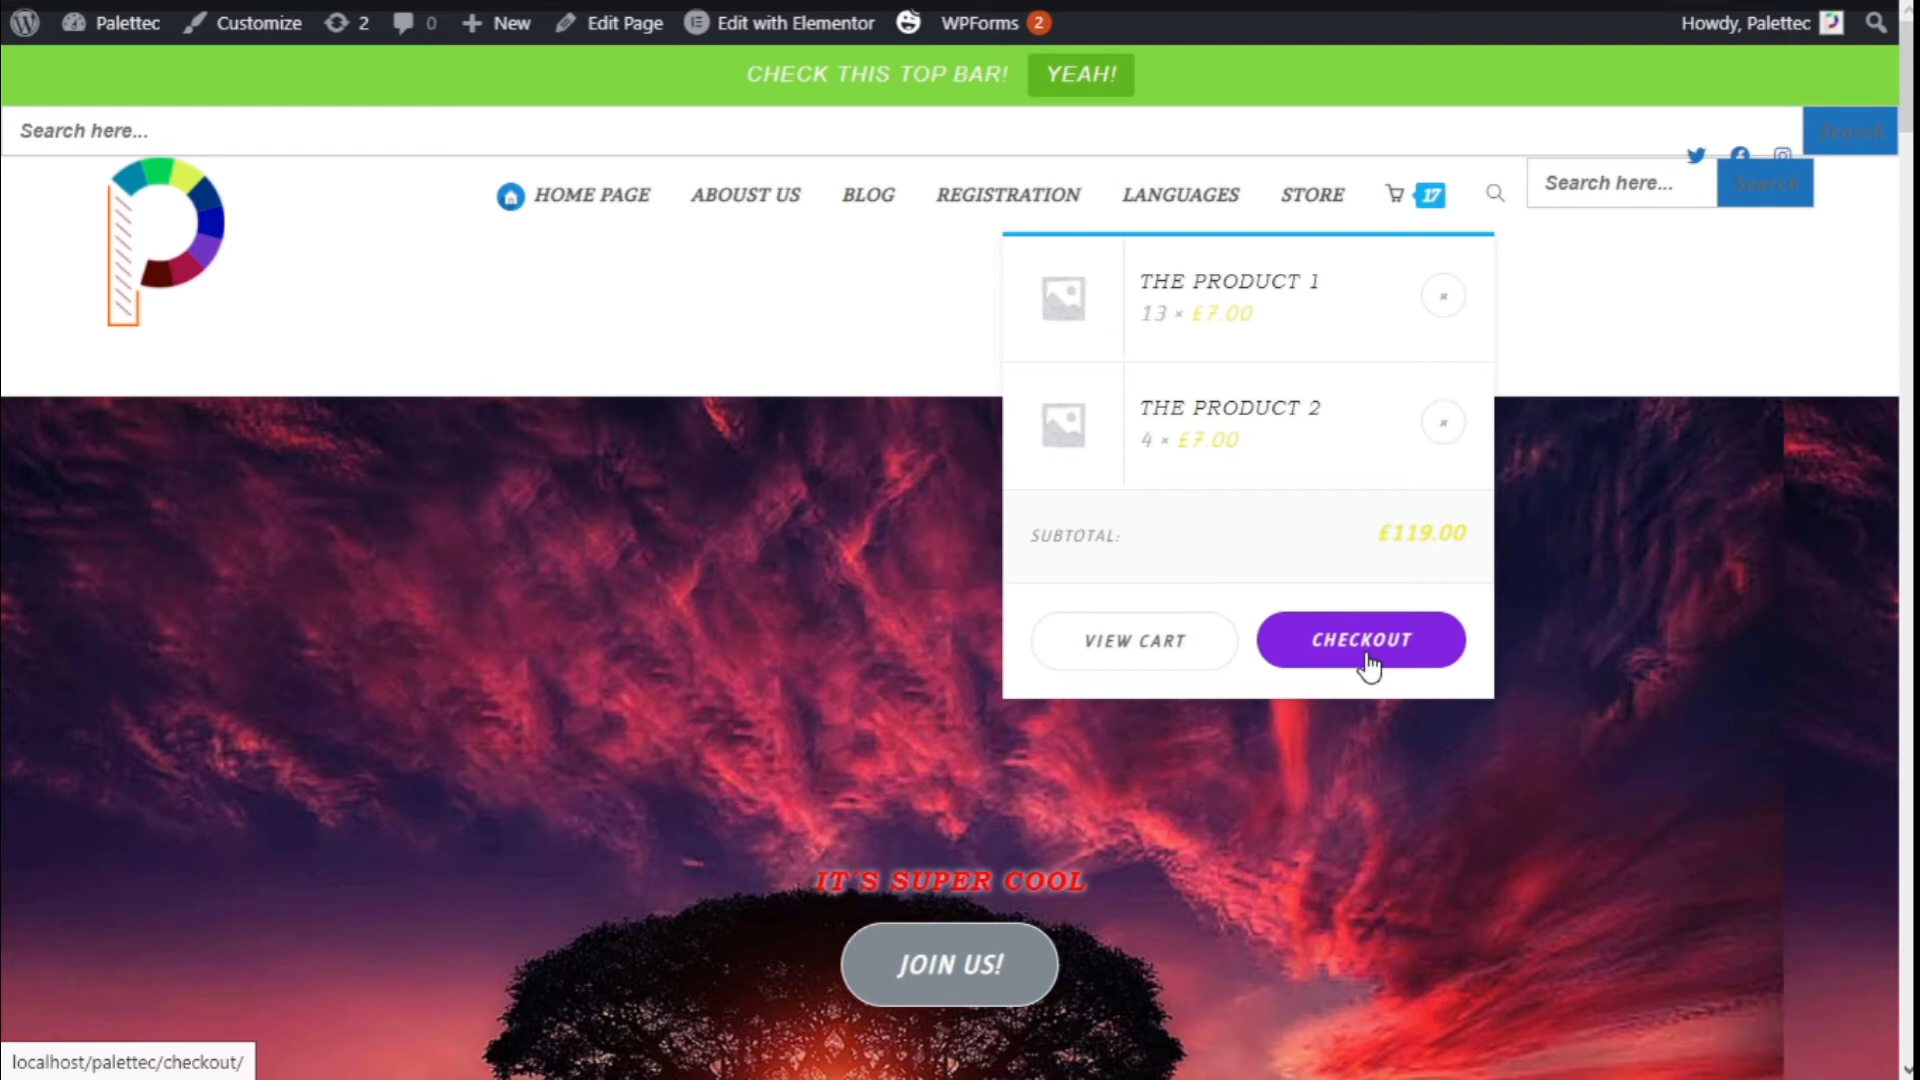 Palettec Customize 2 0 New Edit Page Edit with Elementor WPForms 2 Howdy, Palettec
CHECK THIS TOP BAR! YEAH!
Search here... Search
HOME PAGE ABOUST US BLOG REGISTRATION LANGUAGES STORE 17 Search here... Search
THE PRODUCT 1
13 × £7.00
×
THE PRODUCT 2
4 × £7.00
×
SUBTOTAL: £119.00
VIEW CART CHECKOUT
IT'S SUPER COOL
JOIN US!
localhost/palettec/checkout/